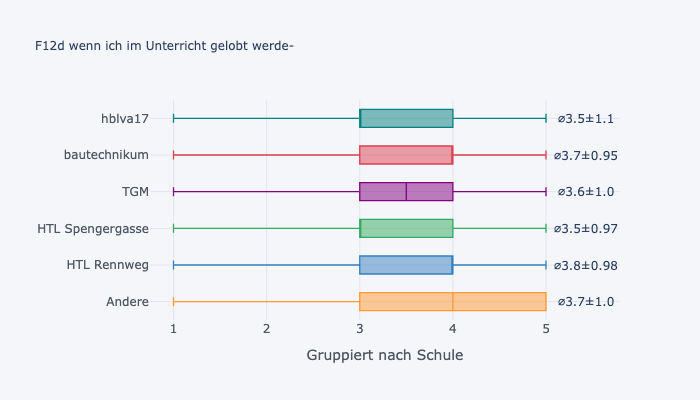 F12d wenn ich im Unterricht gelobt werde-
hblva17 ⌀3.5±1.1
bautechnikum ⌀3.7±0.95
TGM ⌀3.6±1.0
HTL Spengergasse ⌀3.5±0.97
HTL Rennweg ⌀3.8±0.98
Andere ⌀3.7±1.0
1 2 3 4 5
Gruppiert nach Schule